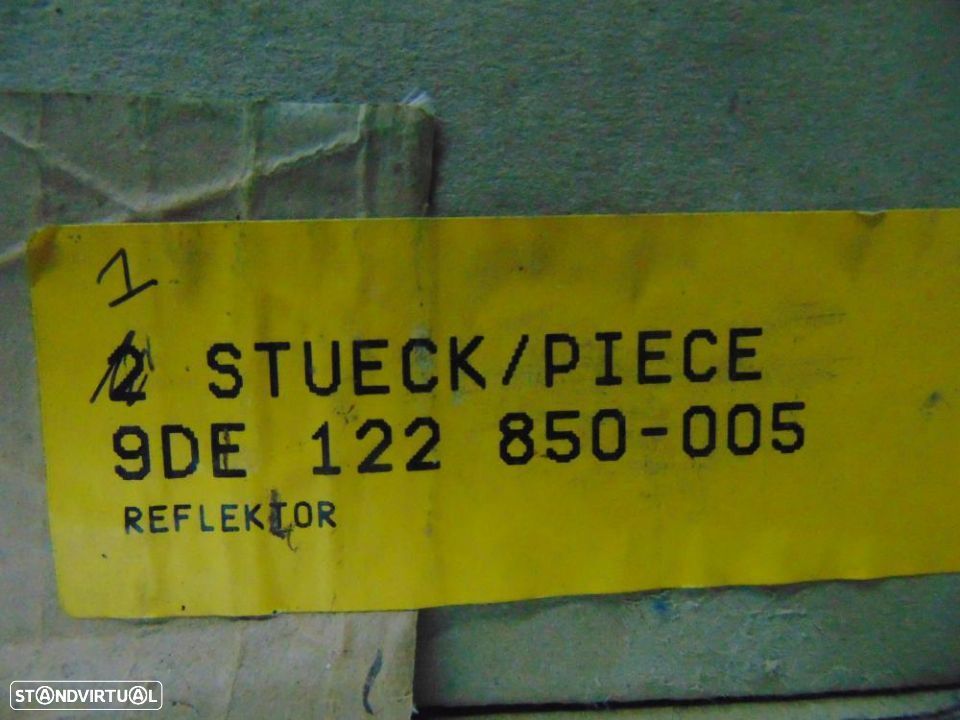 1
2 STUECK/PIECE
9DE 122 850-005
REFLEKTOR
STANDVIRTUAL